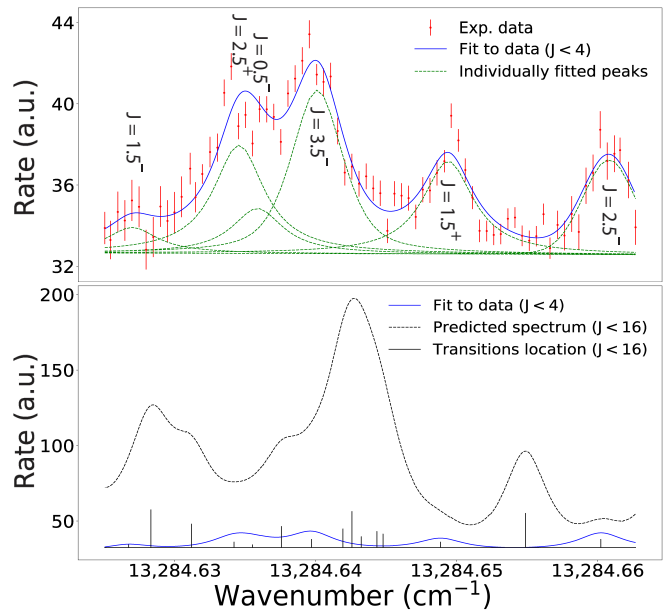 44
40
36
32
Rate (a.u.)
Exp. data
Fit to data (J < 4)
Individually fitted peaks
J = 1.5⁻
J = 2.5⁺
J = 0.5⁻
J = 3.5⁻
J = 1.5⁺
J = 2.5⁻
200
150
100
50
Rate (a.u.)
Fit to data (J < 4)
Predicted spectrum (J < 16)
Transitions location (J < 16)
13,284.63
13,284.64
13,284.65
13,284.66
Wavenumber (cm⁻¹)